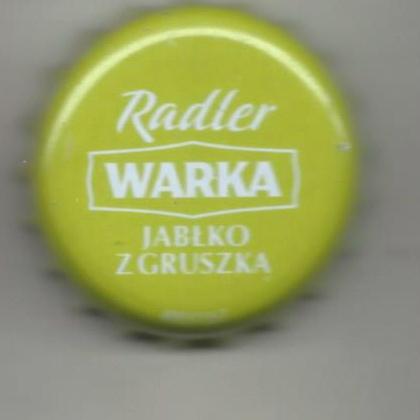 Radler
WARKA
JABŁKO
Z GRUSZKĄ